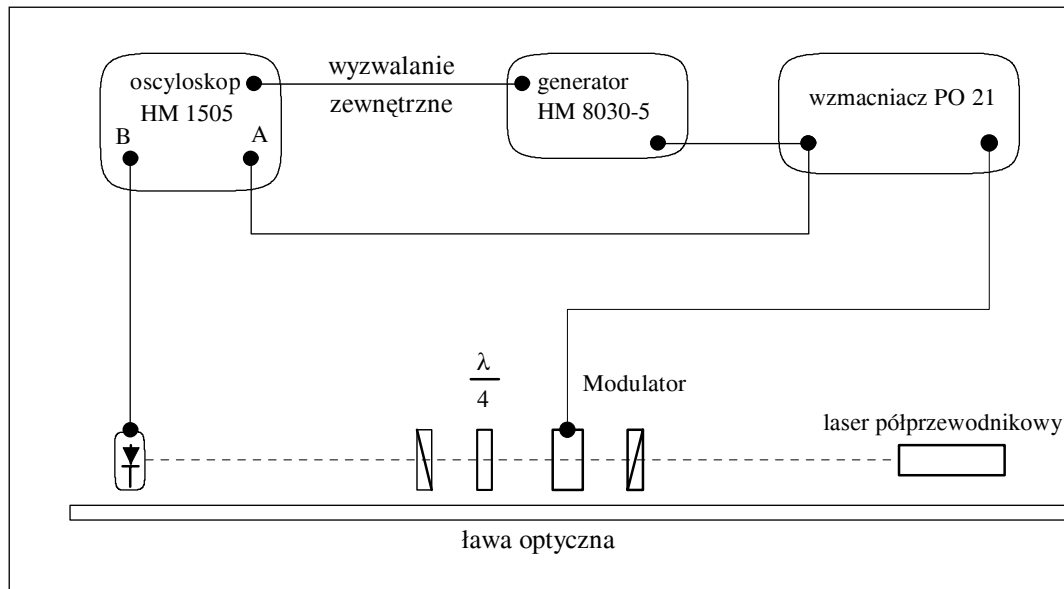 oscyloskop
HM 1505
B
A
wyzwalanie
zewnętrzne
generator
HM 8030-5
wzmacniacz PO 21
λ
4
Modulator
laser półprzewodnikowy
ława optyczna